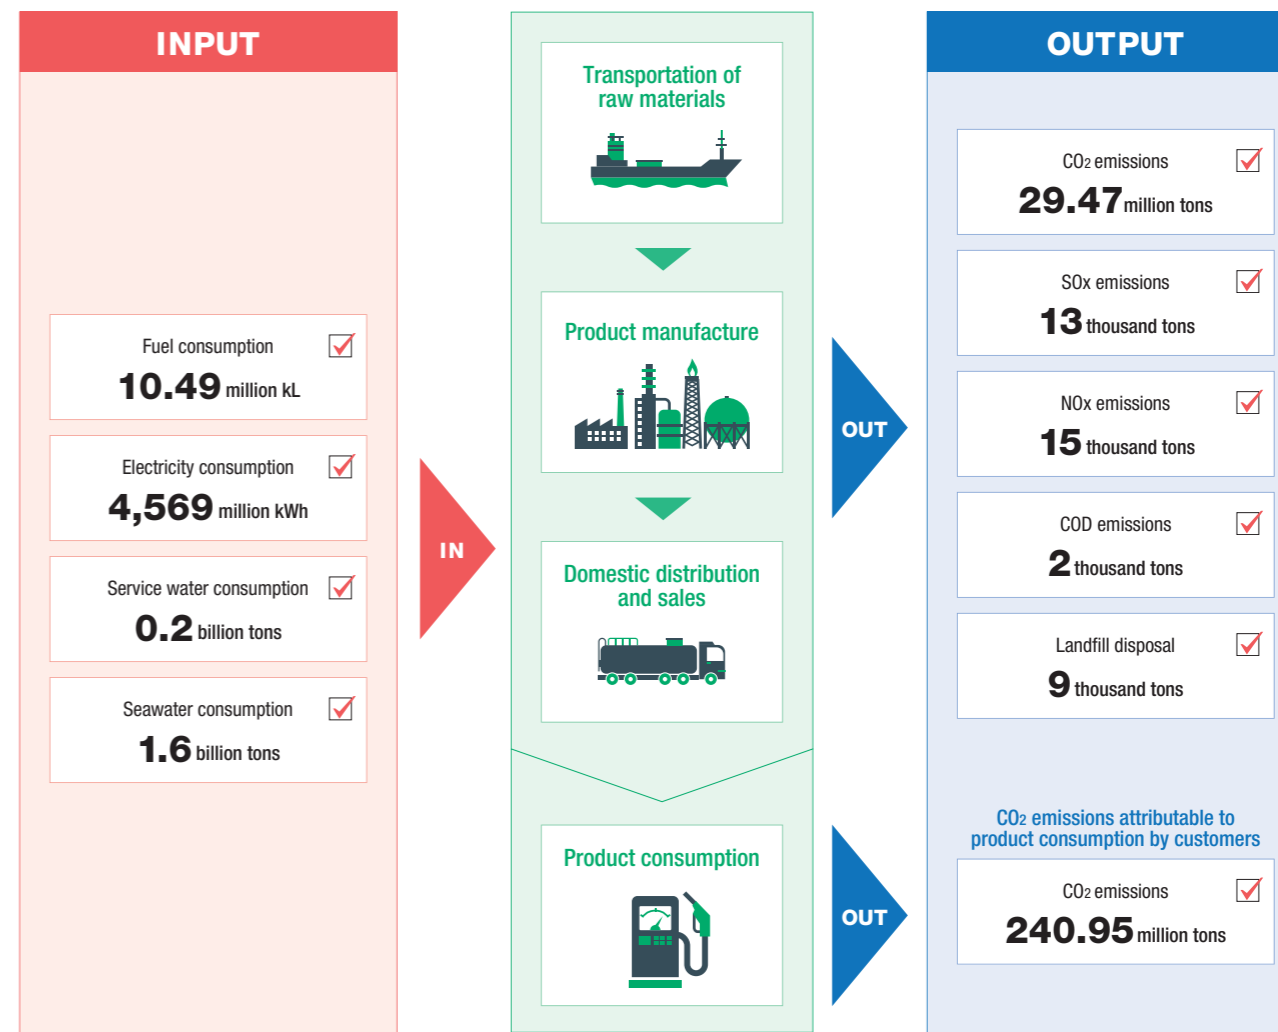 INPUT
Fuel consumption
10.49 million kL
Electricity consumption
4,569 million kWh
Service water consumption
0.2 billion tons
Seawater consumption
1.6 billion tons
IN
Transportation of
raw materials
Product manufacture
Domestic distribution
and sales
Product consumption
OUT
OUT
OUTPUT
CO2 emissions
29.47 million tons
SOx emissions
13 thousand tons
NOx emissions
15 thousand tons
COD emissions
2 thousand tons
Landfill disposal
9 thousand tons
CO2 emissions attributable to
product consumption by customers
CO2 emissions
240.95 million tons